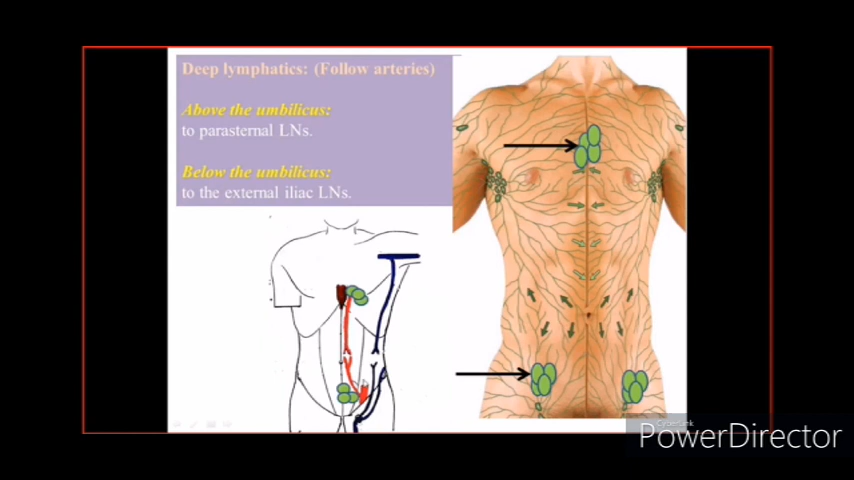 Deep lymphatics: (Follow arteries)
Above the umbilicus:
to parasternal LNs.
Below the umbilicus:
to the external iliac LNs.
CyberLink
PowerDirector